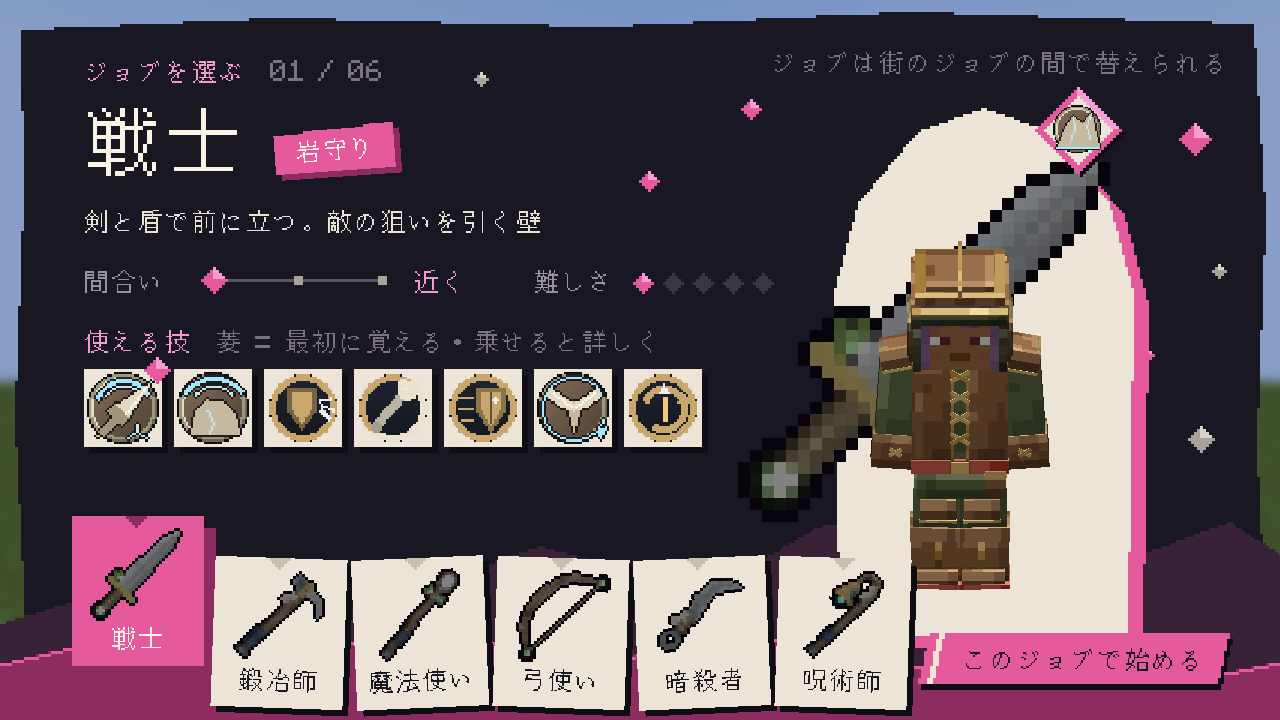 ジョブを選ぶ 01 / 06
ジョブは街のジョブの間で替えられる
戦士 岩守り
剣と盾で前に立つ。敵の狙いを引く壁
間合い 近く 難しさ
使える技 菱 = 最初に覚える・乗せると詳しく
戦士
鍛冶師
魔法使い
弓使い
暗殺者
呪術師
このジョブで始める